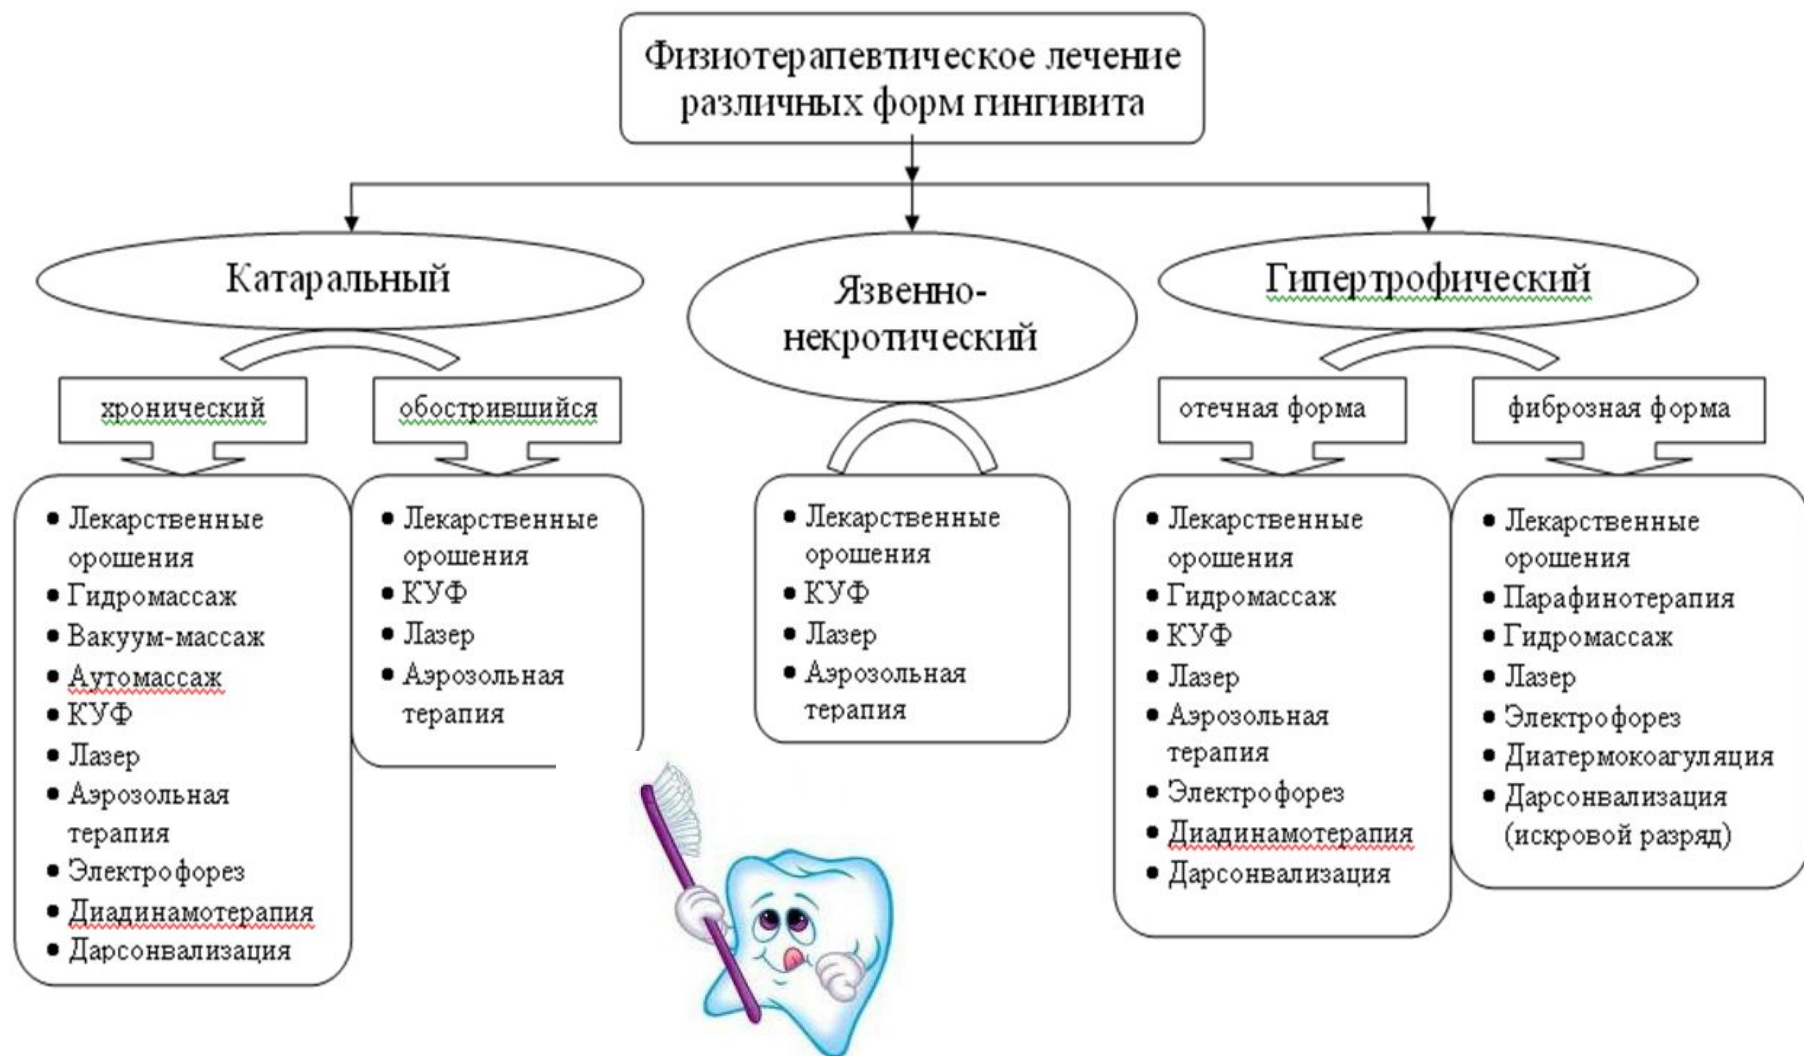 Физиотерапевтическое лечение
различных форм гингивита
Катаральный
Язвенно-
некротический
Гипертрофический
хронический
обострившийся
отечная форма
фиброзная форма
• Лекарственные
орошения
• Гидромассаж
• Вакуум-массаж
• Аутомассаж
• КУФ
• Лазер
• Аэрозольная
терапия
• Электрофорез
• Диадинамотерапия
• Дарсонвализация
• Лекарственные
орошения
• КУФ
• Лазер
• Аэрозольная
терапия
• Лекарственные
орошения
• КУФ
• Лазер
• Аэрозольная
терапия
• Лекарственные
орошения
• Гидромассаж
• КУФ
• Лазер
• Аэрозольная
терапия
• Электрофорез
• Диадинамотерапия
• Дарсонвализация
• Лекарственные
орошения
• Парафинотерапия
• Гидромассаж
• Лазер
• Электрофорез
• Диатермокоагуляция
• Дарсонвализация
(искровой разряд)